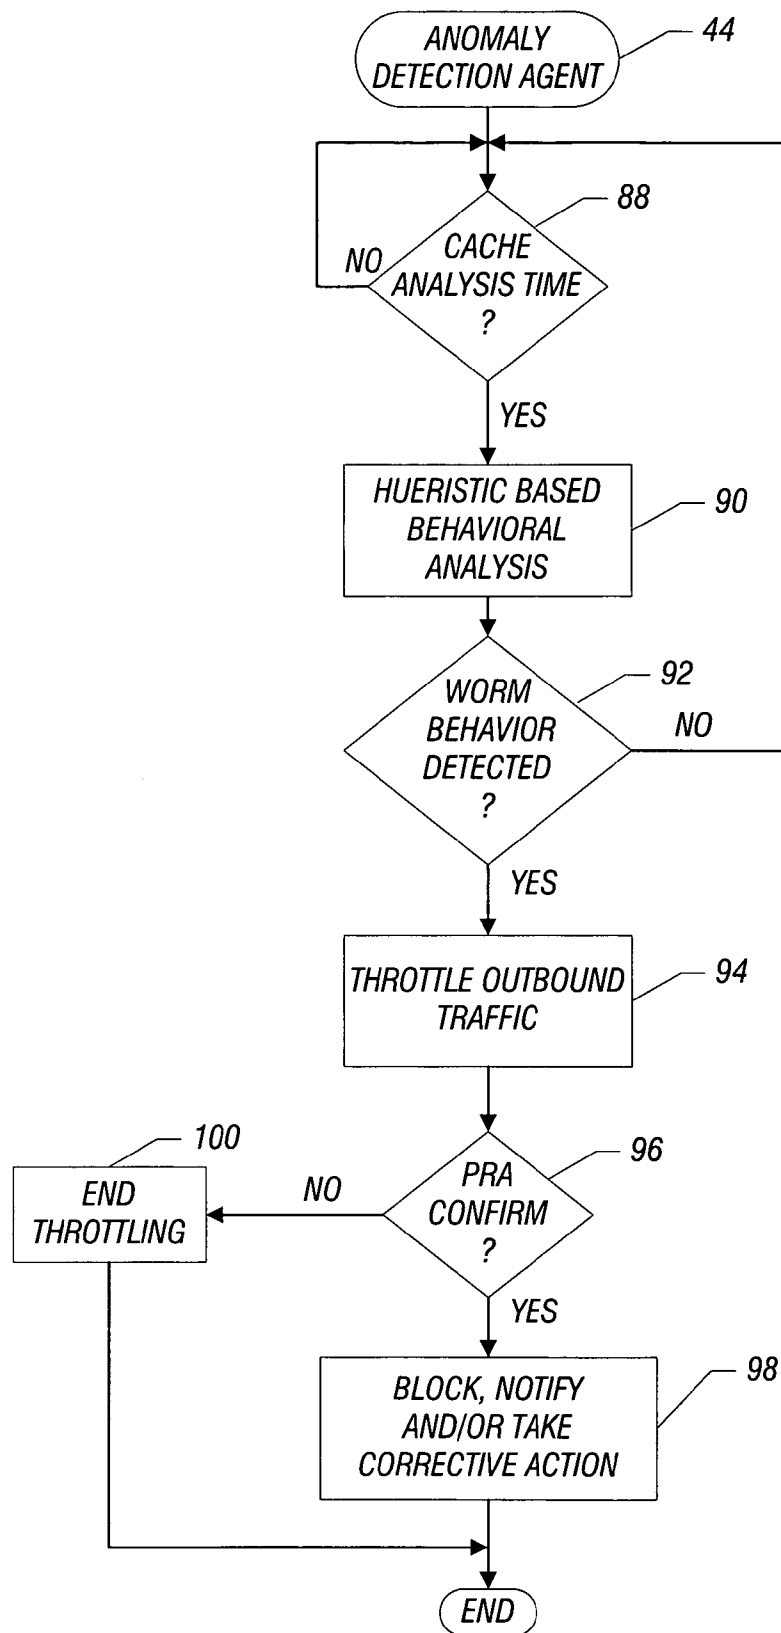 ANOMALY
DETECTION AGENT
44
88
CACHE
ANALYSIS TIME
?
NO
YES
HUERISTIC BASED
BEHAVIORAL
ANALYSIS
90
92
WORM
BEHAVIOR
DETECTED
?
NO
YES
THROTTLE OUTBOUND
TRAFFIC
94
100
96
END
THROTTLING
NO
PRA
CONFIRM
?
YES
BLOCK, NOTIFY
AND/OR TAKE
CORRECTIVE ACTION
98
END